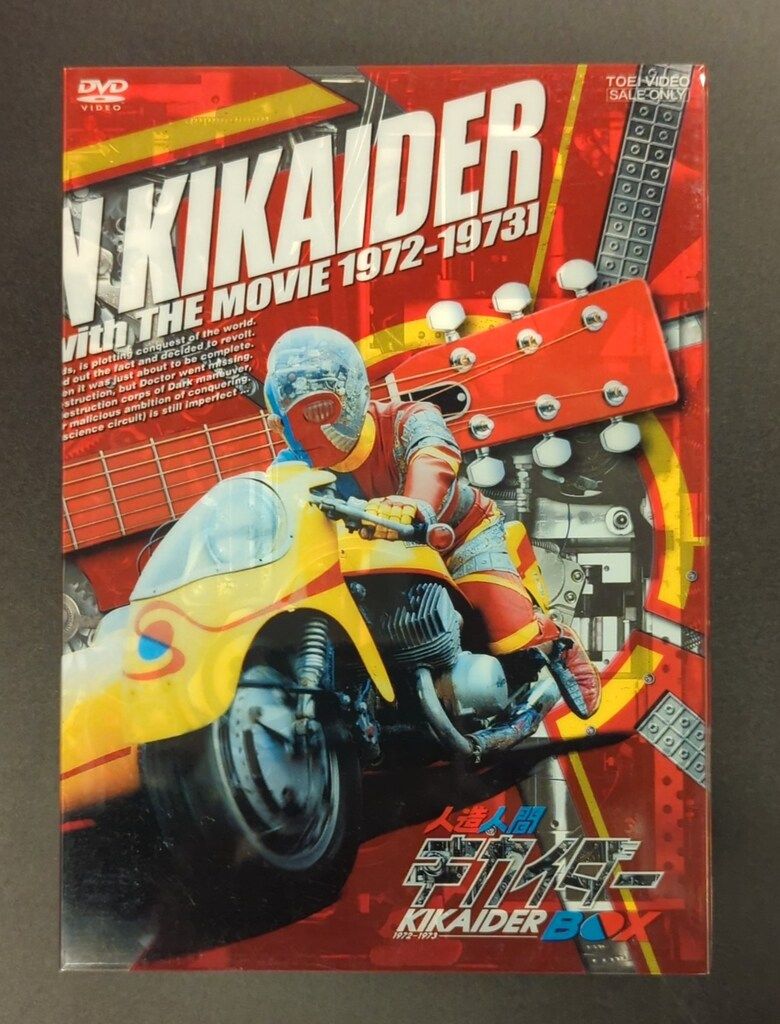 DVD
VIDEO
TOEI VIDEO
SALE ONLY
N KIKAIDER
with THE MOVIE 1972-1973]
ds, is plotting conquest of the world.
d out the fact and decided to revolt.
en it was just about to be complete.
struction, but Doctor went missing.
estruction corps of Dark maneuver,
r malicious ambition of conquering.
science circuit) is still imperfect ...
人造人間
キカイダー
KIKAIDER BOX
1972-1973